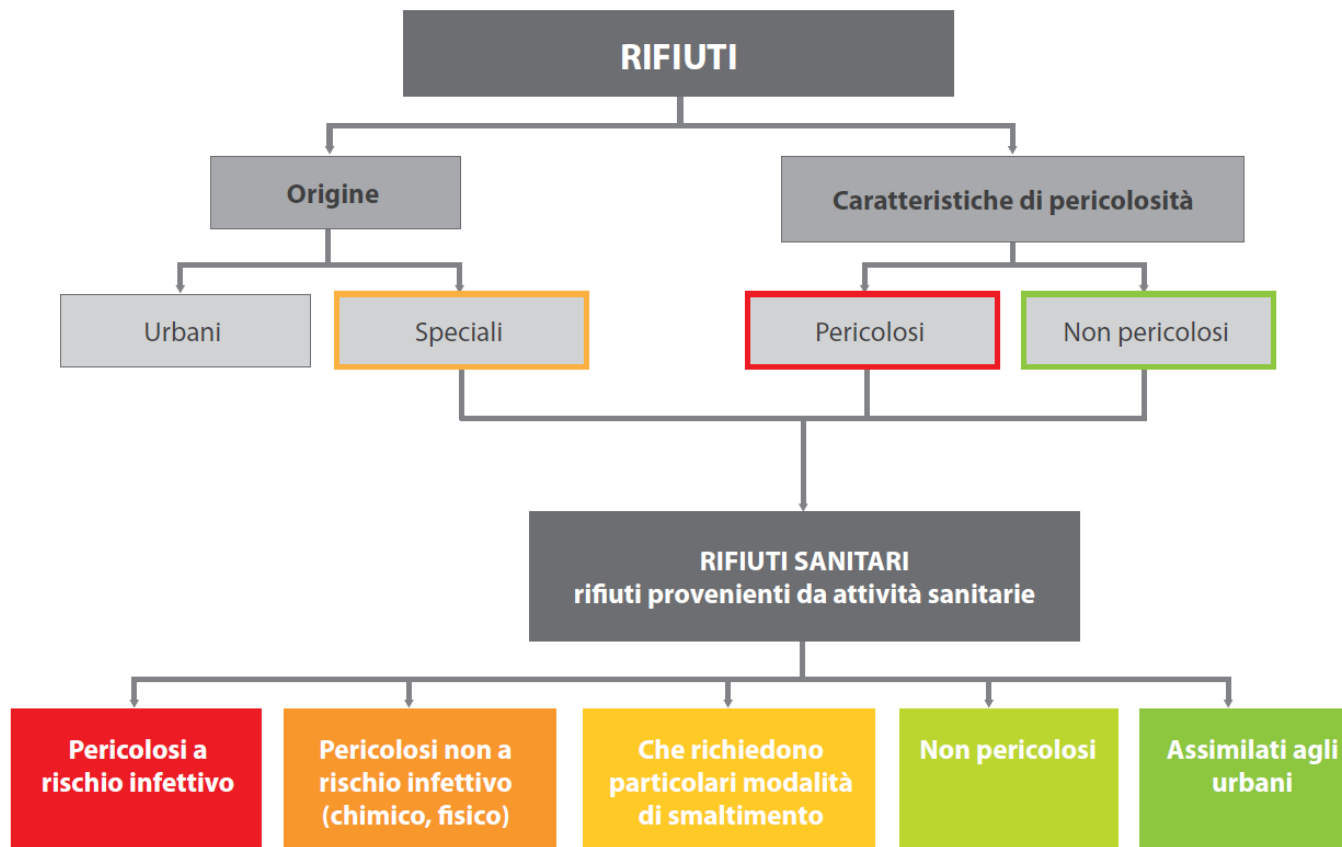 RIFIUTI
Origine
Caratteristiche di pericolosità
Urbani
Speciali
Pericolosi
Non pericolosi
RIFIUTI SANITARI
rifiuti provenienti da attività sanitarie
Pericolosi a
rischio infettivo
Pericolosi non a
rischio infettivo
(chimico, fisico)
Che richiedono
particolari modalità
di smaltimento
Non pericolosi
Assimilati agli
urbani